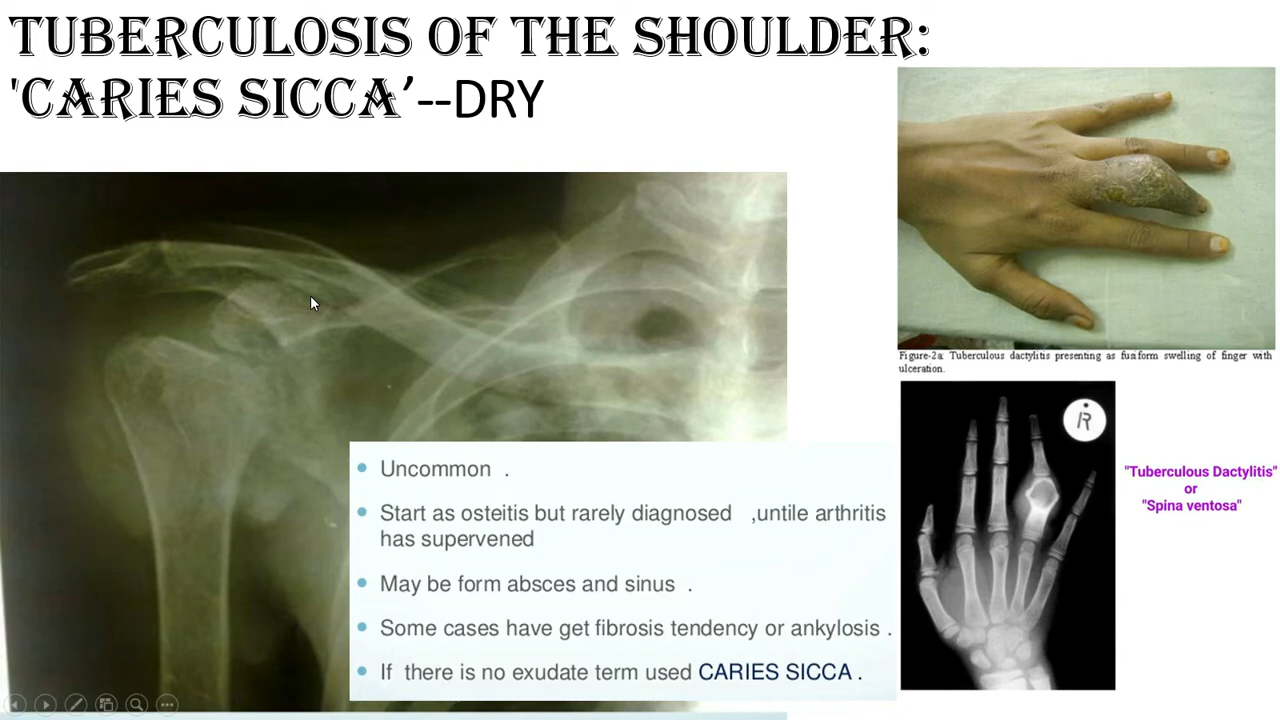 TUBERCULOSIS OF THE SHOULDER:
'CARIES SICCA’--DRY
Figure-2a: Tuberculous dactylitis presenting as fusiform swelling of finger with
ulceration.
R
"Tuberculous Dactylitis"
or
"Spina ventosa"
• Uncommon .
• Start as osteitis but rarely diagnosed ,untile arthritis
has supervened
• May be form absces and sinus .
• Some cases have get fibrosis tendency or ankylosis .
• If there is no exudate term used CARIES SICCA .